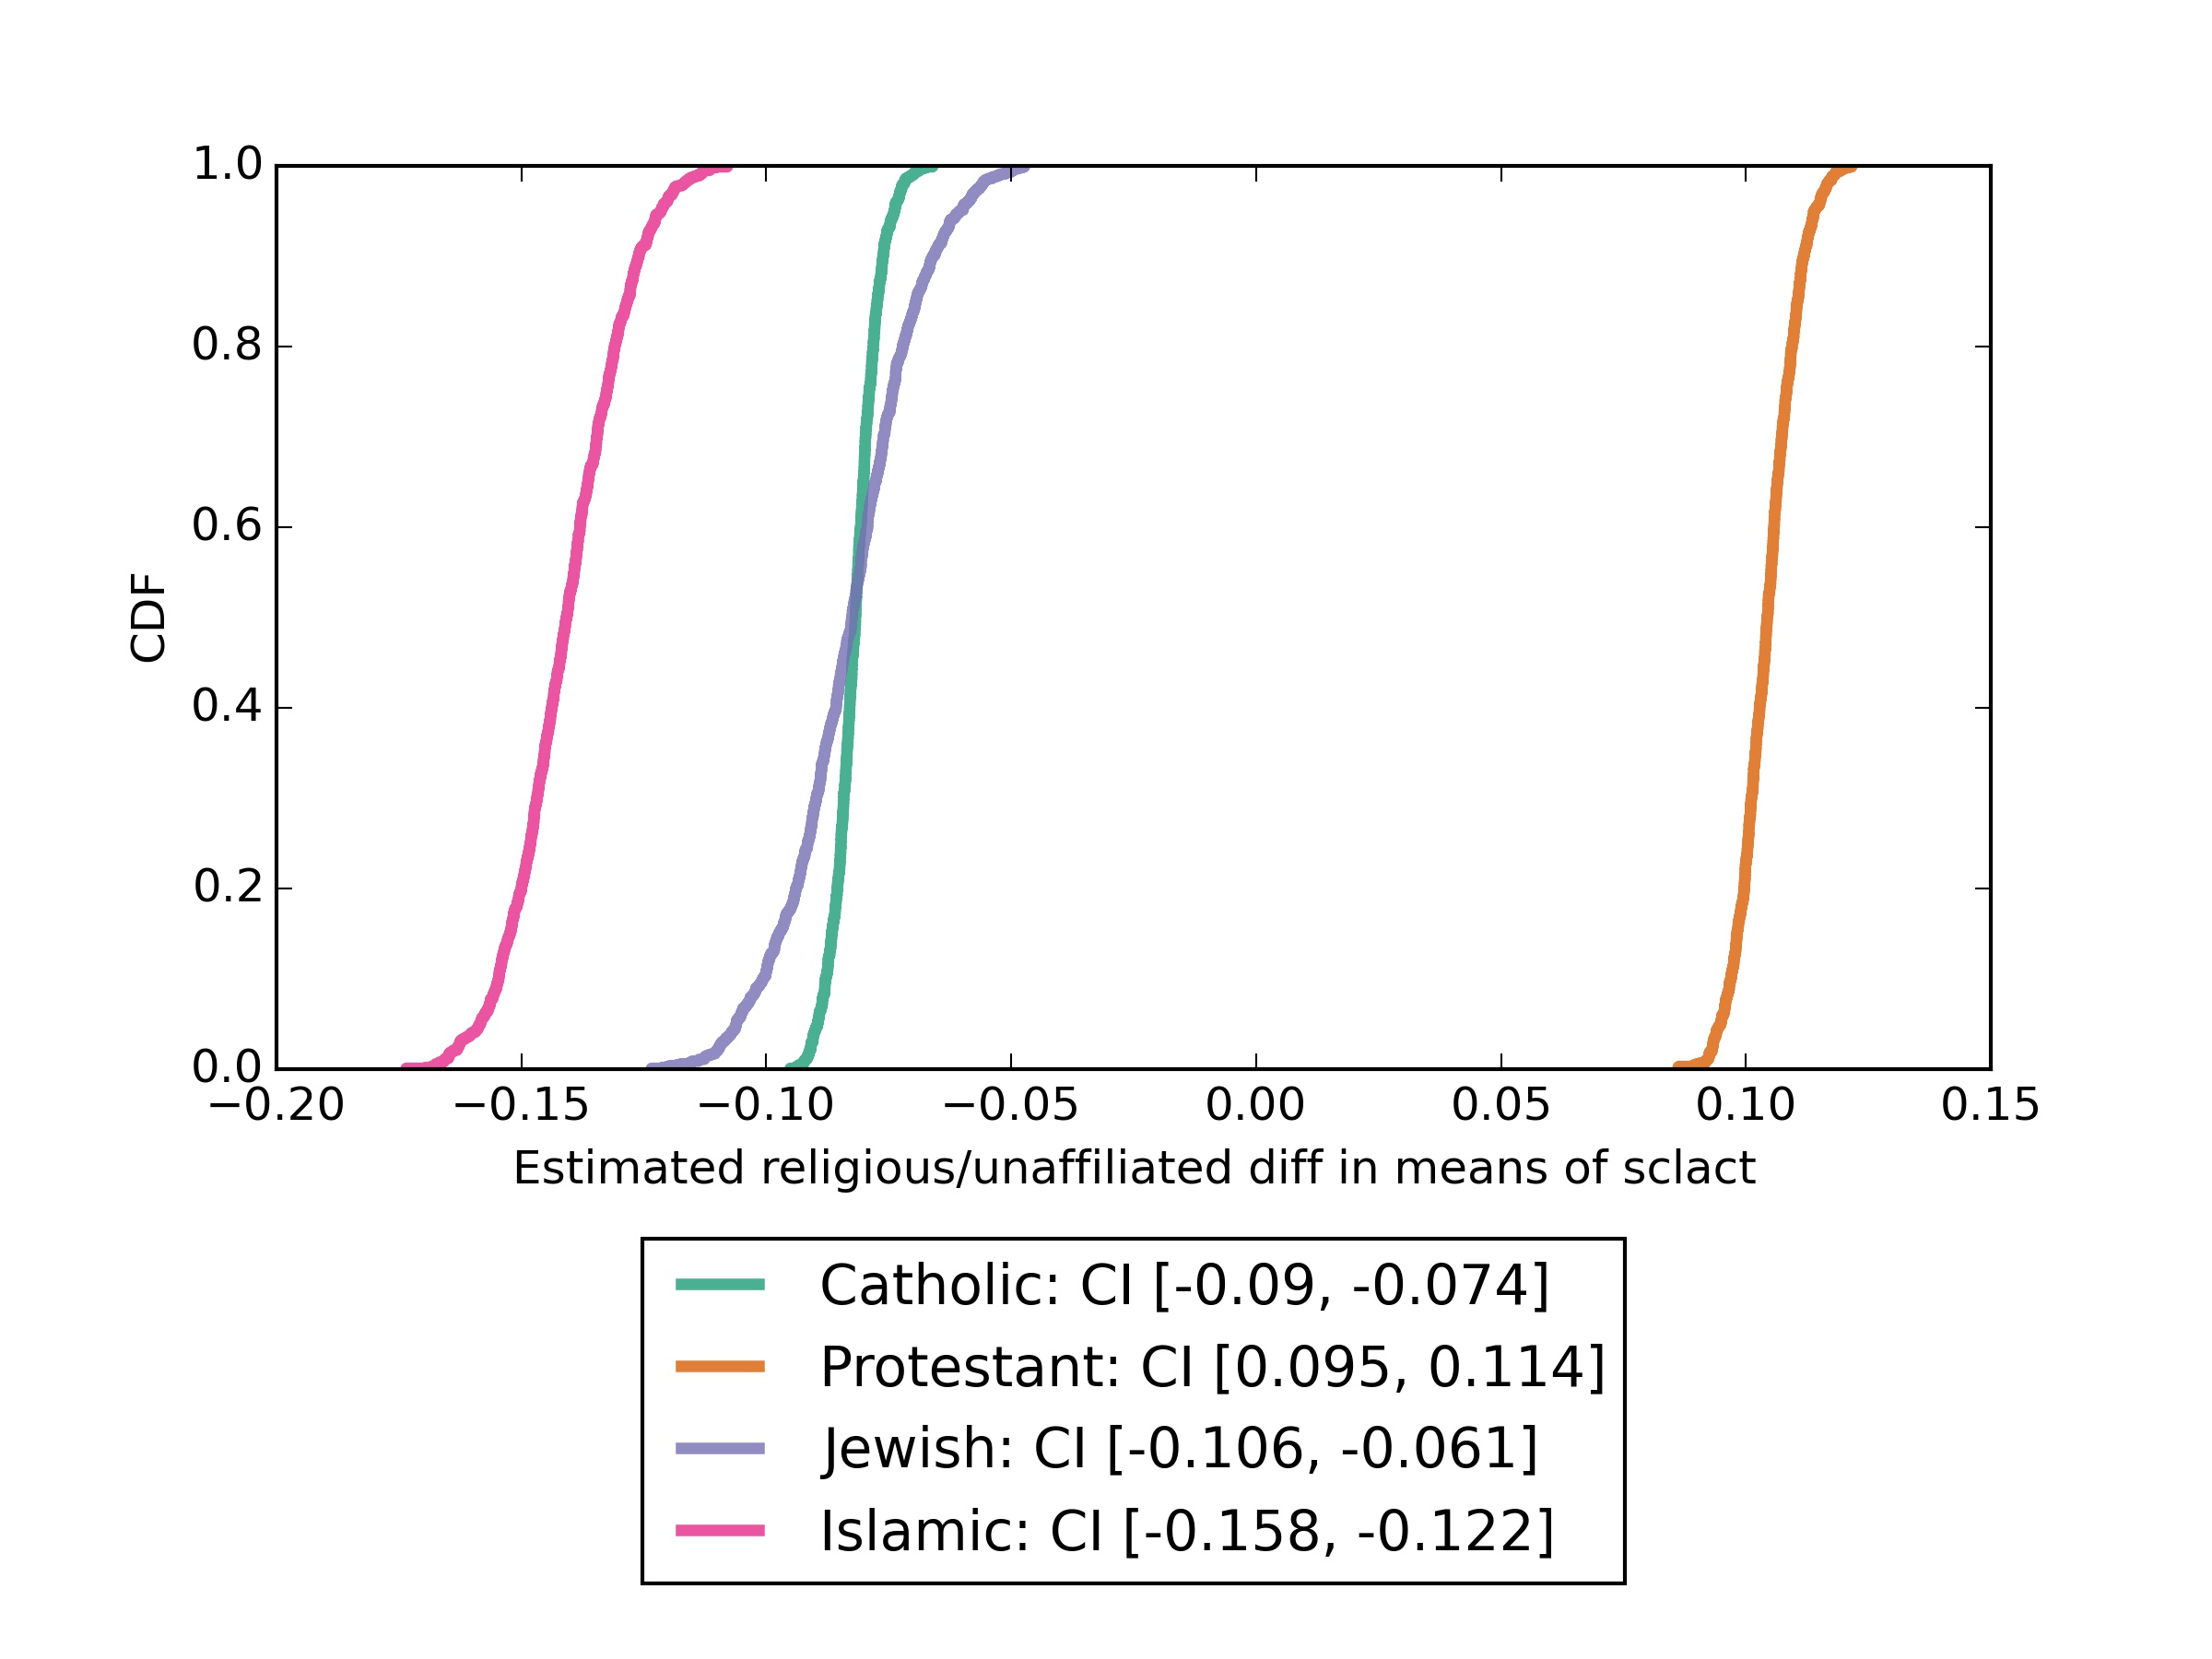 1.0
0.8
0.6
0.4
0.2
0.0
CDF
−0.20 −0.15 −0.10 −0.05 0.00 0.05 0.10 0.15
Estimated religious/unaffiliated diff in means of sclact
Catholic: CI [-0.09, -0.074]
Protestant: CI [0.095, 0.114]
Jewish: CI [-0.106, -0.061]
Islamic: CI [-0.158, -0.122]